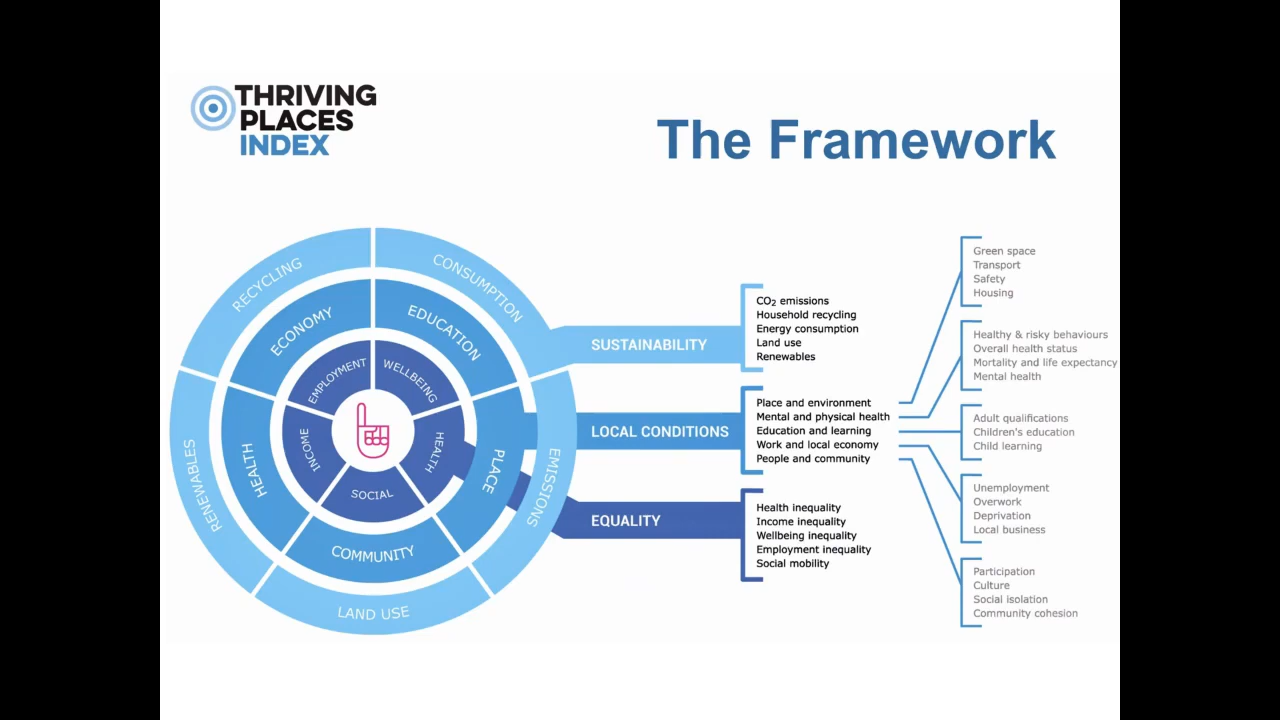 THRIVING
PLACES
INDEX
The Framework
RECYCLING
CONSUMPTION
EMISSIONS
LAND USE
RENEWABLES
ECONOMY
EDUCATION
PLACE
COMMUNITY
HEALTH
EMPLOYMENT
WELLBEING
HEALTH
SOCIAL
INCOME
SUSTAINABILITY
CO2 emissions
Household recycling
Energy consumption
Land use
Renewables
LOCAL CONDITIONS
Place and environment
Mental and physical health
Education and learning
Work and local economy
People and community
EQUALITY
Health inequality
Income inequality
Wellbeing inequality
Employment inequality
Social mobility
Green space
Transport
Safety
Housing
Healthy & risky behaviours
Overall health status
Mortality and life expectancy
Mental health
Adult qualifications
Children's education
Child learning
Unemployment
Overwork
Deprivation
Local business
Participation
Culture
Social isolation
Community cohesion